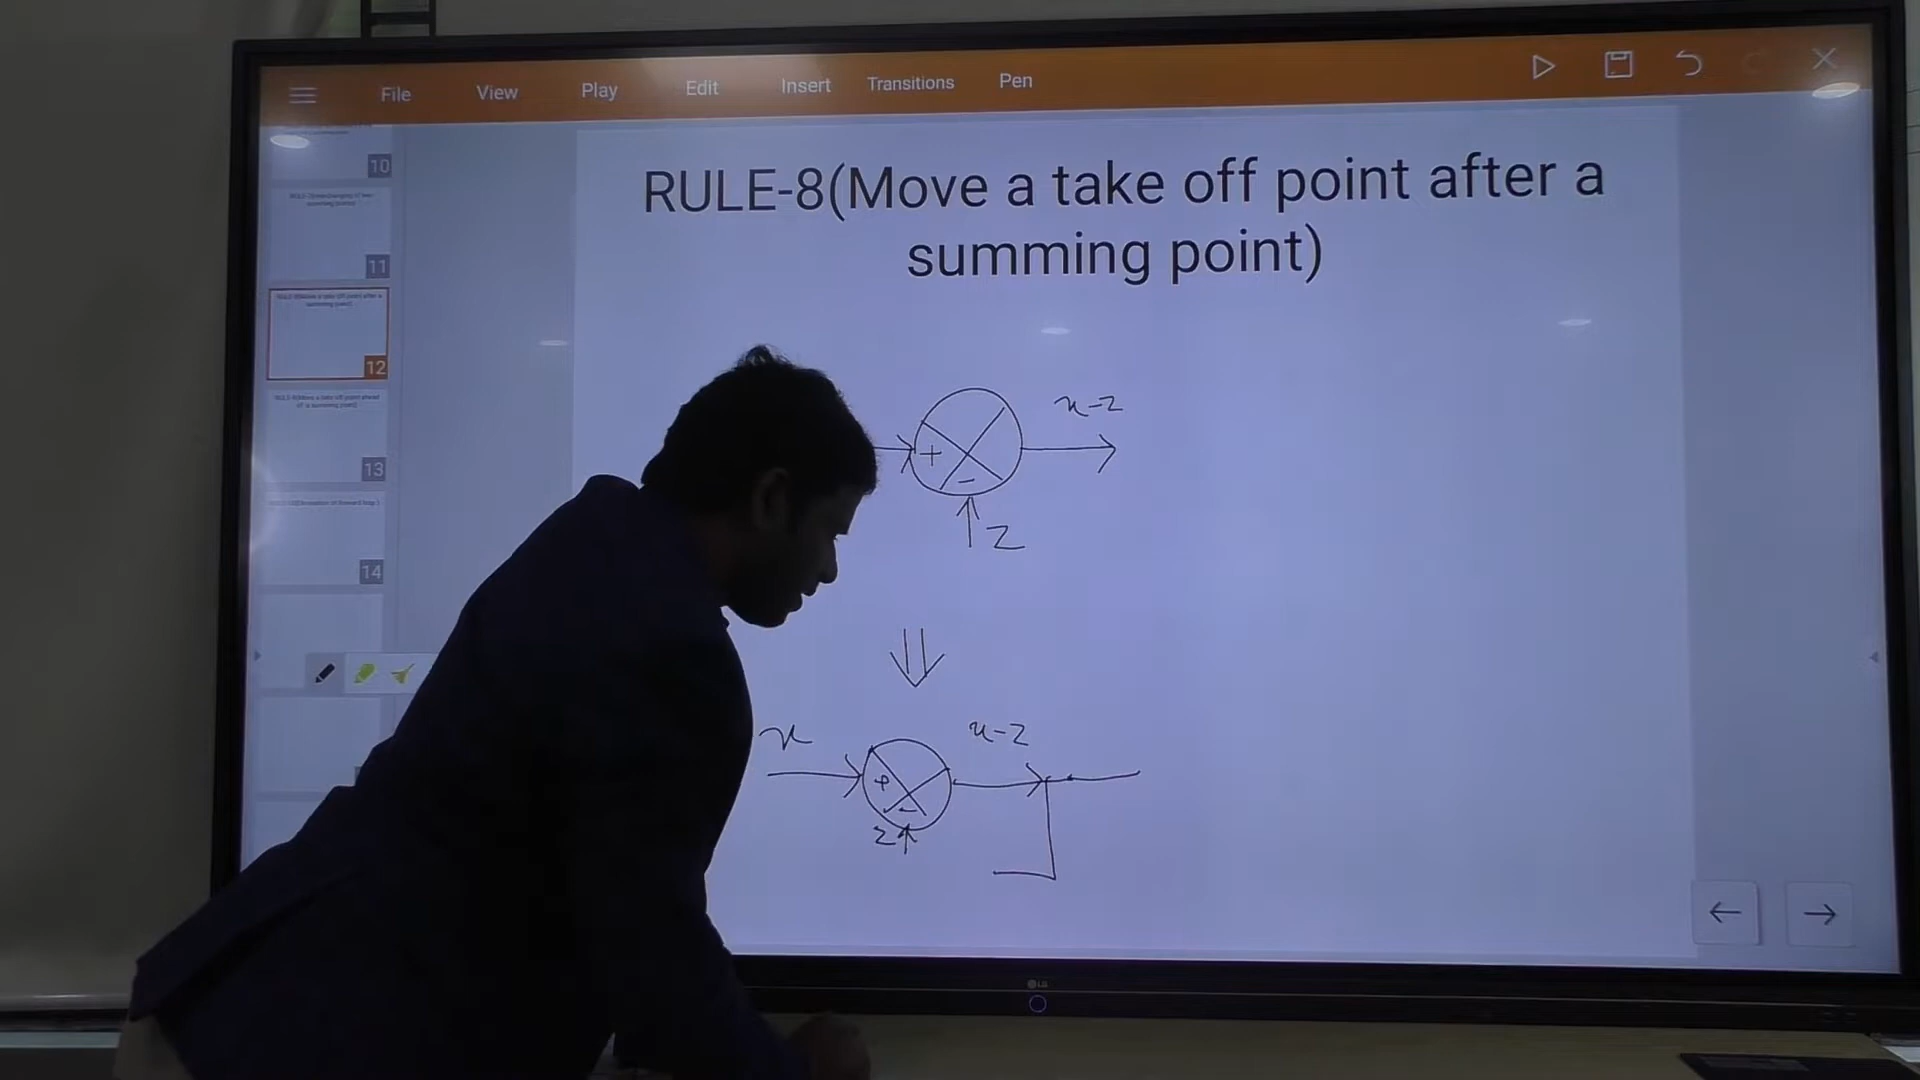 File View Play Edit Insert Transitions Pen
10
11
12
13
14
RULE-8(Move a take off point after a
summing point)
x-z
+
-
z
x
x-z
+
-
z
LG